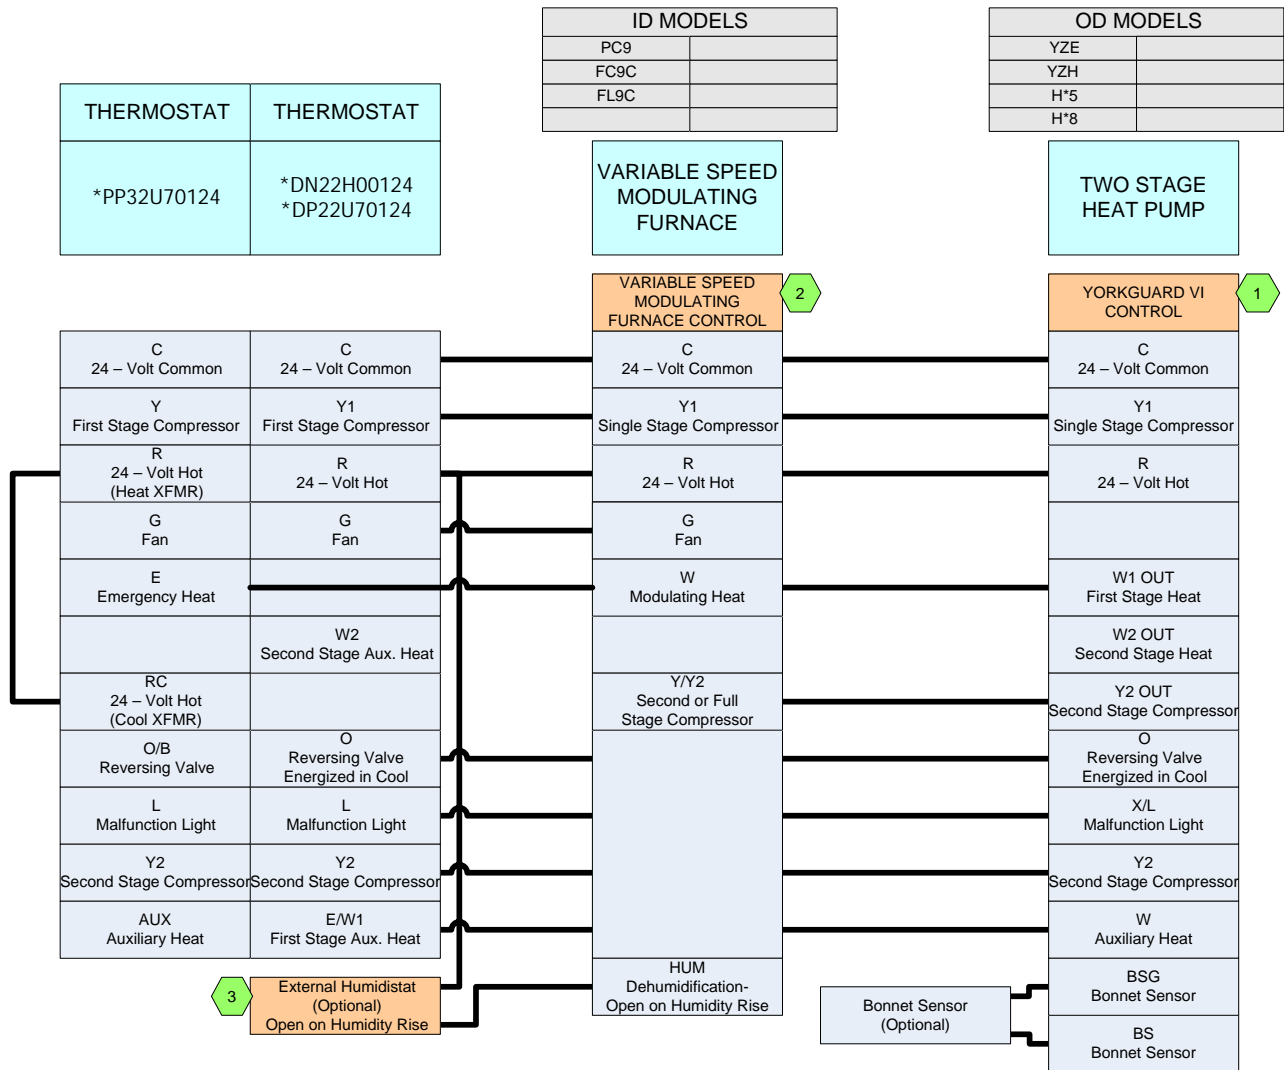 ID MODELS
PC9
FC9C
FL9C
OD MODELS
YZE
YZH
H*5
H*8
THERMOSTAT
THERMOSTAT
*PP32U70124
*DN22H00124
*DP22U70124
VARIABLE SPEED
MODULATING
FURNACE
TWO STAGE
HEAT PUMP
VARIABLE SPEED
MODULATING
FURNACE CONTROL
2
YORKGUARD VI
CONTROL
1
C
24 – Volt Common
C
24 – Volt Common
C
24 – Volt Common
C
24 – Volt Common
Y
First Stage Compressor
Y1
First Stage Compressor
Y1
Single Stage Compressor
Y1
Single Stage Compressor
R
24 – Volt Hot
(Heat XFMR)
R
24 – Volt Hot
R
24 – Volt Hot
R
24 – Volt Hot
G
Fan
G
Fan
G
Fan
E
Emergency Heat
W
Modulating Heat
W1 OUT
First Stage Heat
W2
Second Stage Aux. Heat
W2 OUT
Second Stage Heat
RC
24 – Volt Hot
(Cool XFMR)
Y/Y2
Second or Full
Stage Compressor
Y2 OUT
Second Stage Compressor
O/B
Reversing Valve
O
Reversing Valve
Energized in Cool
O
Reversing Valve
Energized in Cool
L
Malfunction Light
L
Malfunction Light
X/L
Malfunction Light
Y2
Second Stage Compressor
Y2
Second Stage Compressor
Y2
Second Stage Compressor
AUX
Auxiliary Heat
E/W1
First Stage Aux. Heat
W
Auxiliary Heat
3
External Humidistat
(Optional)
Open on Humidity Rise
HUM
Dehumidification-
Open on Humidity Rise
Bonnet Sensor
(Optional)
BSG
Bonnet Sensor
BS
Bonnet Sensor